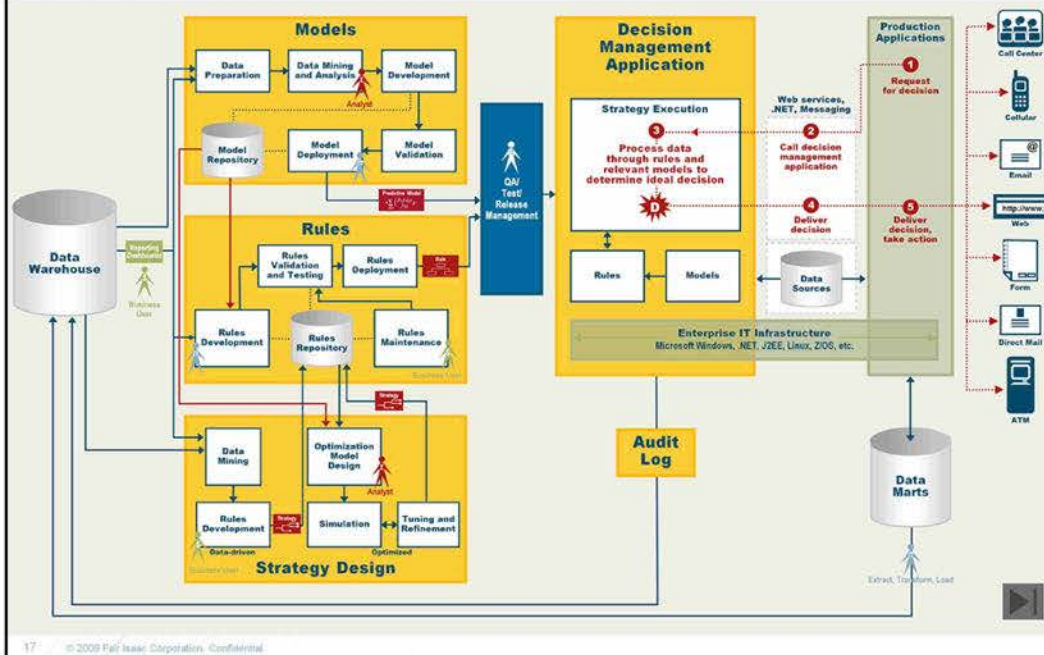 Models
Data
Preparation
Data Mining
and Analysis
Model
Development
Analyst
Model
Repository
Model
Deployment
Model
Validation
Predictive Model
QA/
Test/
Release
Management
Data
Warehouse
Reporting
Dashboards
Business
User
Rules
Rules
Validation
and Testing
Rules
Deployment
Rule
Rules
Development
Rules
Repository
Rules
Maintenance
Business User
Strategy
Data
Mining
Optimization
Model
Design
Analyst
Rules
Development
Strategy
Simulation
Tuning and
Refinement
Data-driven
Optimized
Business User
Strategy Design
Decision
Management
Application
Strategy Execution
3
Process data
through rules and
relevant models to
determine ideal decision
D
Rules
Models
Web services,
.NET, Messaging
2
Call decision
management
application
4
Deliver
decision
Data
Sources
Production
Applications
1
Request
for decision
5
Deliver
decision,
take action
Enterprise IT Infrastructure
Microsoft Windows, .NET, J2EE, Linux, ZIOS, etc.
Audit
Log
Data
Marts
Extract, Transform, Load
Call Center
Cellular
@
Email
http://www.
Web
Form
Direct Mail
ATM
17 © 2009 Fair Isaac Corporation. Confidential.